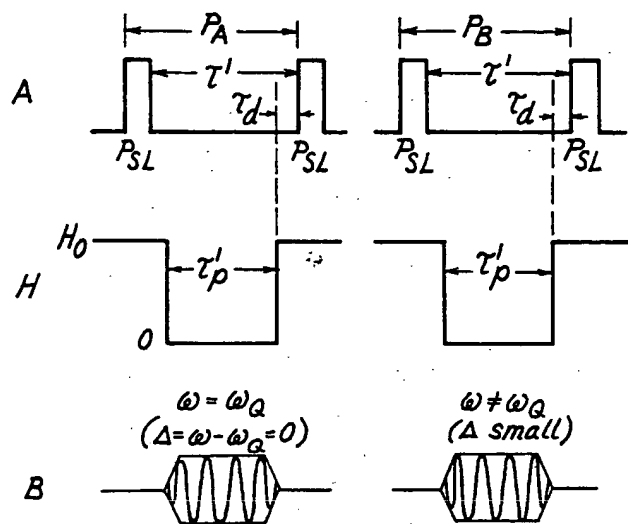 P_A P_B
A τ' τ'
τ_d τ_d
P_SL P_SL P_SL P_SL
H_0
H τ'_p τ'_p
0
ω = ω_Q ω ≠ ω_Q
(Δ = ω - ω_Q = 0) (Δ small)
B